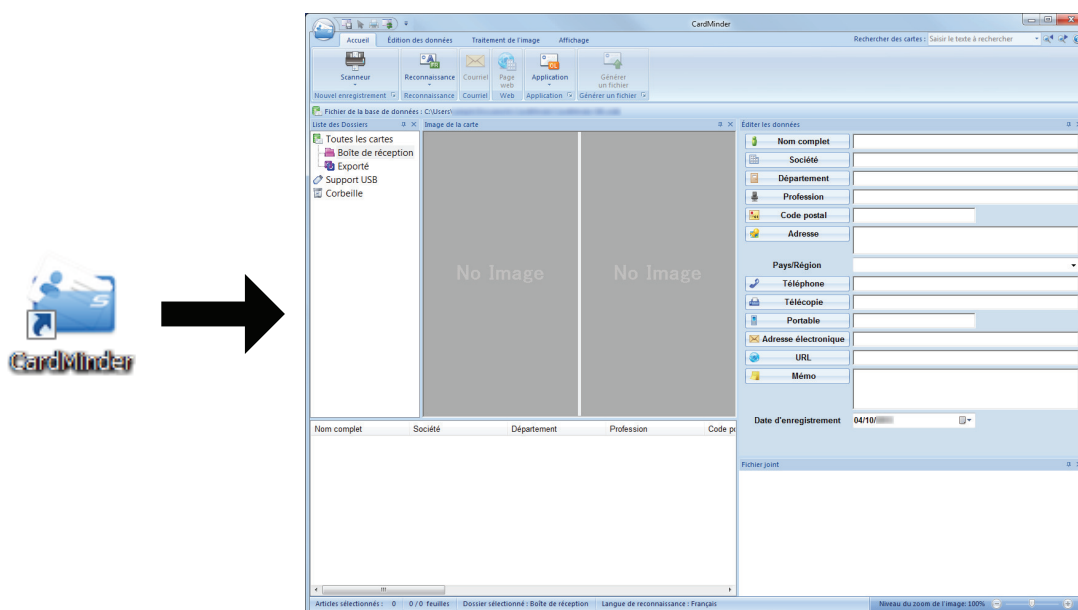 CardMinder
CardMinder
Accueil Édition des données Traitement de l'image Affichage
Rechercher des cartes : Saisir le texte à rechercher
Scanneur Reconnaissance Courriel Page web Application Générer un fichier
Nouvel enregistrement Reconnaissance Courriel Web Application Générer un fichier
Fichier de la base de données : C:\Users\
Liste des Dossiers
Toutes les cartes
Boîte de réception
Exporté
Support USB
Corbeille
Image de la carte
No Image No Image
Éditer les données
Nom complet
Société
Département
Profession
Code postal
Adresse
Pays/Région
Téléphone
Télécopie
Portable
Adresse électronique
URL
Mémo
Date d'enregistrement 04/10/
Nom complet Société Département Profession Code po
Fichier joint
Articles sélectionnés : 0 0 / 0 feuilles Dossier sélectionné : Boîte de réception Langue de reconnaissance : Français Niveau du zoom de l'image: 100%